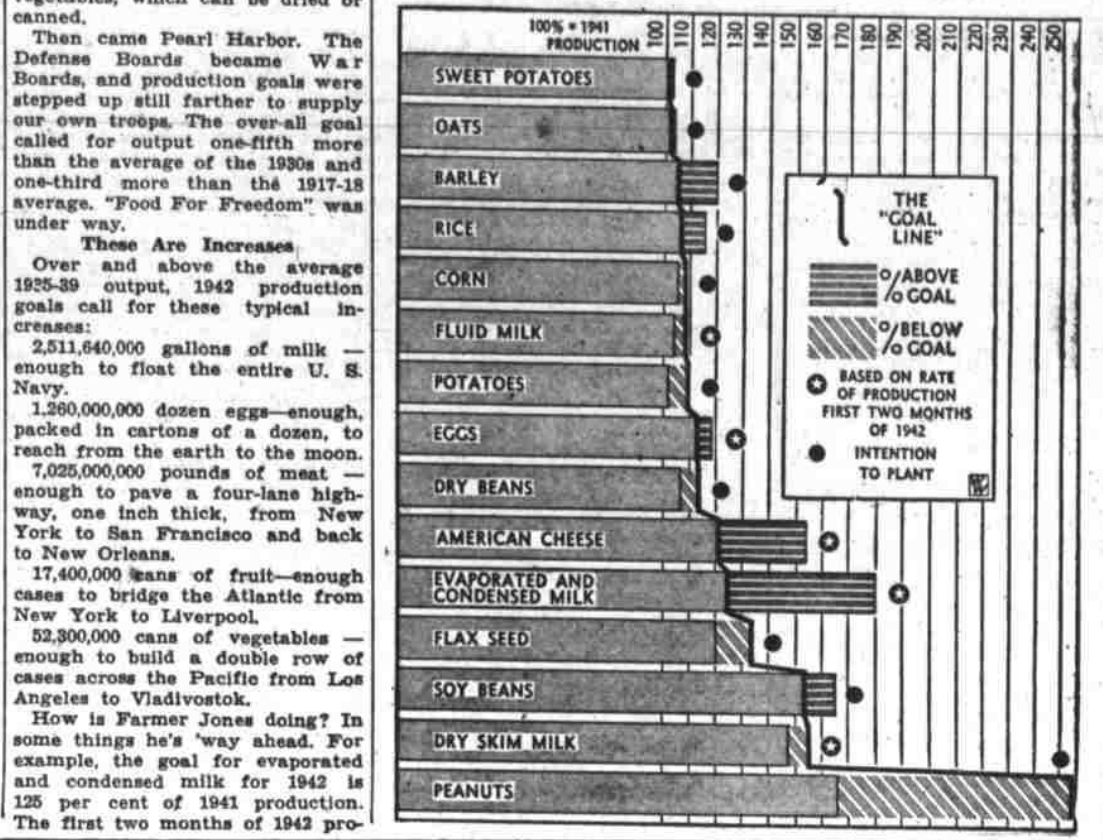 canned.
Then came Pearl Harbor. The
Defense Boards became War
Boards, and production goals were
stepped up still farther to supply
our own troops. The over-all goal
called for output one-fifth more
than the average of the 1930s and
one-third more than the 1917-18
average. "Food For Freedom" was
under way.
These Are Increases
Over and above the average
1935-39 output, 1942 production
goals call for these typical in-
creases:
2,511,640,000 gallons of milk —
enough to float the entire U. S.
Navy.
1,260,000,000 dozen eggs—enough,
packed in cartons of a dozen, to
reach from the earth to the moon.
7,025,000,000 pounds of meat —
enough to pave a four-lane high-
way, one inch thick, from New
York to San Francisco and back
to New Orleans.
17,400,000 cans of fruit—enough
cases to bridge the Atlantic from
New York to Liverpool.
52,300,000 cans of vegetables —
enough to build a double row of
cases across the Pacific from Los
Angeles to Vladivostok.
How is Farmer Jones doing? In
some things he's 'way ahead. For
example, the goal for evaporated
and condensed milk for 1942 is
125 per cent of 1941 production.
The first two months of 1942 pro-
100% = 1941
PRODUCTION
100 110 120 130 140 150 160 170 180 190 200 210 220 230 250
SWEET POTATOES
OATS
BARLEY
RICE
CORN
FLUID MILK
POTATOES
EGGS
DRY BEANS
AMERICAN CHEESE
EVAPORATED AND
CONDENSED MILK
FLAX SEED
SOY BEANS
DRY SKIM MILK
PEANUTS
THE
"GOAL
LINE"
% ABOVE
GOAL
% BELOW
GOAL
BASED ON RATE
OF PRODUCTION
FIRST TWO MONTHS
OF 1942
INTENTION
TO PLANT